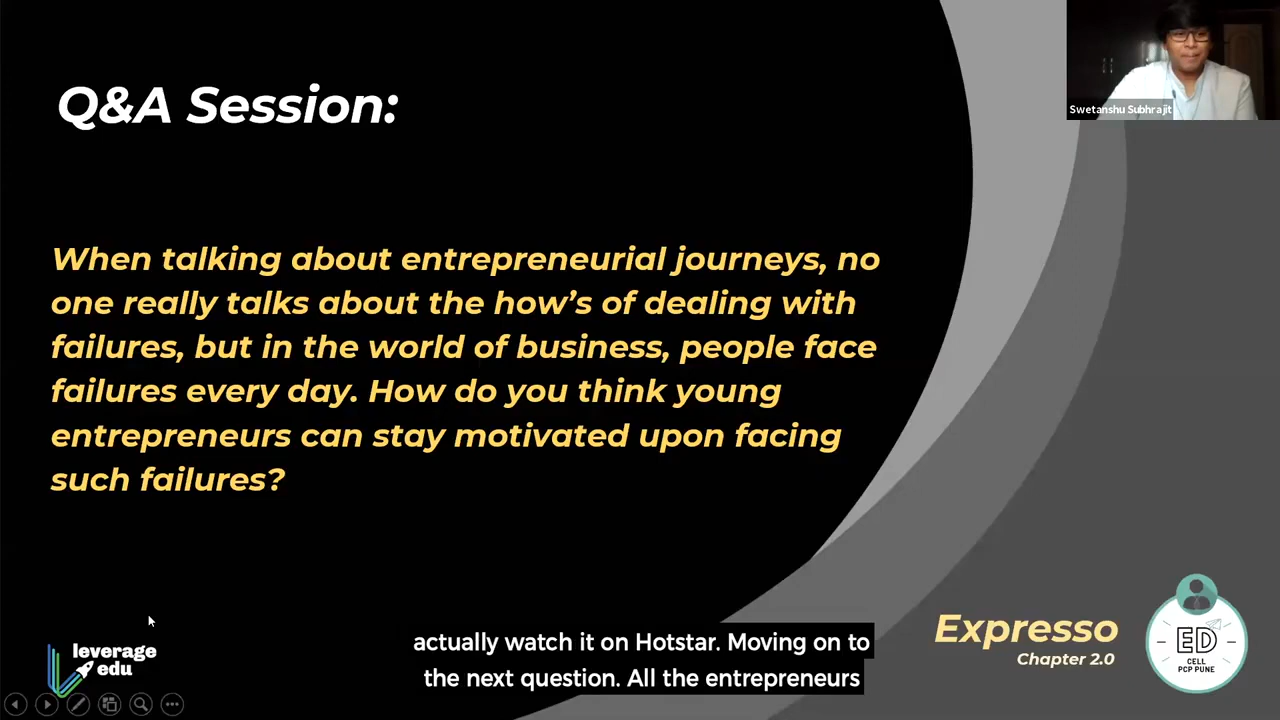 Q&A Session:
Swetanshu Subhrajit
When talking about entrepreneurial journeys, no
one really talks about the how’s of dealing with
failures, but in the world of business, people face
failures every day. How do you think young
entrepreneurs can stay motivated upon facing
such failures?
leverage
edu
actually watch it on Hotstar. Moving on to
the next question. All the entrepreneurs
Expresso
Chapter 2.0
ED
CELL
PCP PUNE